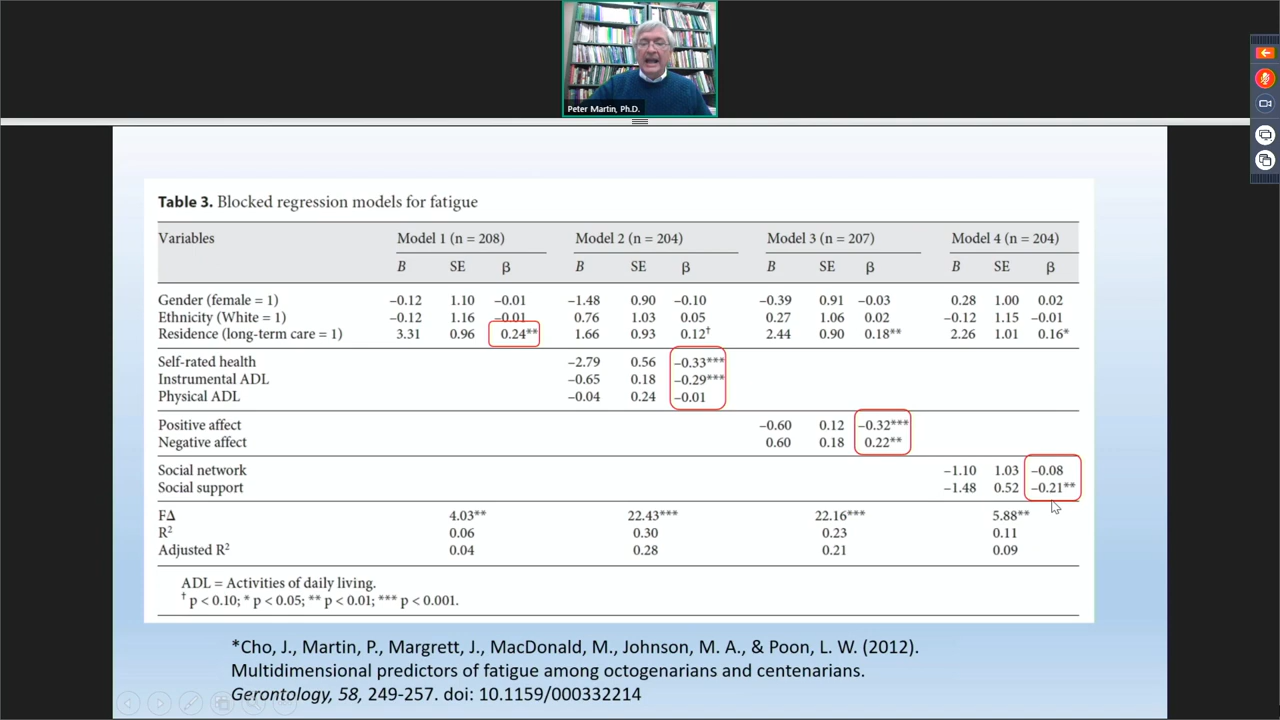 Peter Martin, Ph.D.
Table 3. Blocked regression models for fatigue
Variables Model 1 (n = 208) Model 2 (n = 204) Model 3 (n = 207) Model 4 (n = 204)
B SE β B SE β B SE β B SE β
Gender (female = 1) –0.12 1.10 –0.01 –1.48 0.90 –0.10 –0.39 0.91 –0.03 0.28 1.00 0.02
Ethnicity (White = 1) –0.12 1.16 –0.01 0.76 1.03 0.05 0.27 1.06 0.02 –0.12 1.15 –0.01
Residence (long-term care = 1) 3.31 0.96 0.24** 1.66 0.93 0.12† 2.44 0.90 0.18** 2.26 1.01 0.16*
Self-rated health –2.79 0.56 –0.33***
Instrumental ADL –0.65 0.18 –0.29***
Physical ADL –0.04 0.24 –0.01
Positive affect –0.60 0.12 –0.32***
Negative affect 0.60 0.18 0.22**
Social network –1.10 1.03 –0.08
Social support –1.48 0.52 –0.21**
FΔ 4.03** 22.43*** 22.16*** 5.88**
R² 0.06 0.30 0.23 0.11
Adjusted R² 0.04 0.28 0.21 0.09
ADL = Activities of daily living.
† p < 0.10; * p < 0.05; ** p < 0.01; *** p < 0.001.
*Cho, J., Martin, P., Margrett, J., MacDonald, M., Johnson, M. A., & Poon, L. W. (2012).
Multidimensional predictors of fatigue among octogenarians and centenarians.
Gerontology, 58, 249-257. doi: 10.1159/000332214